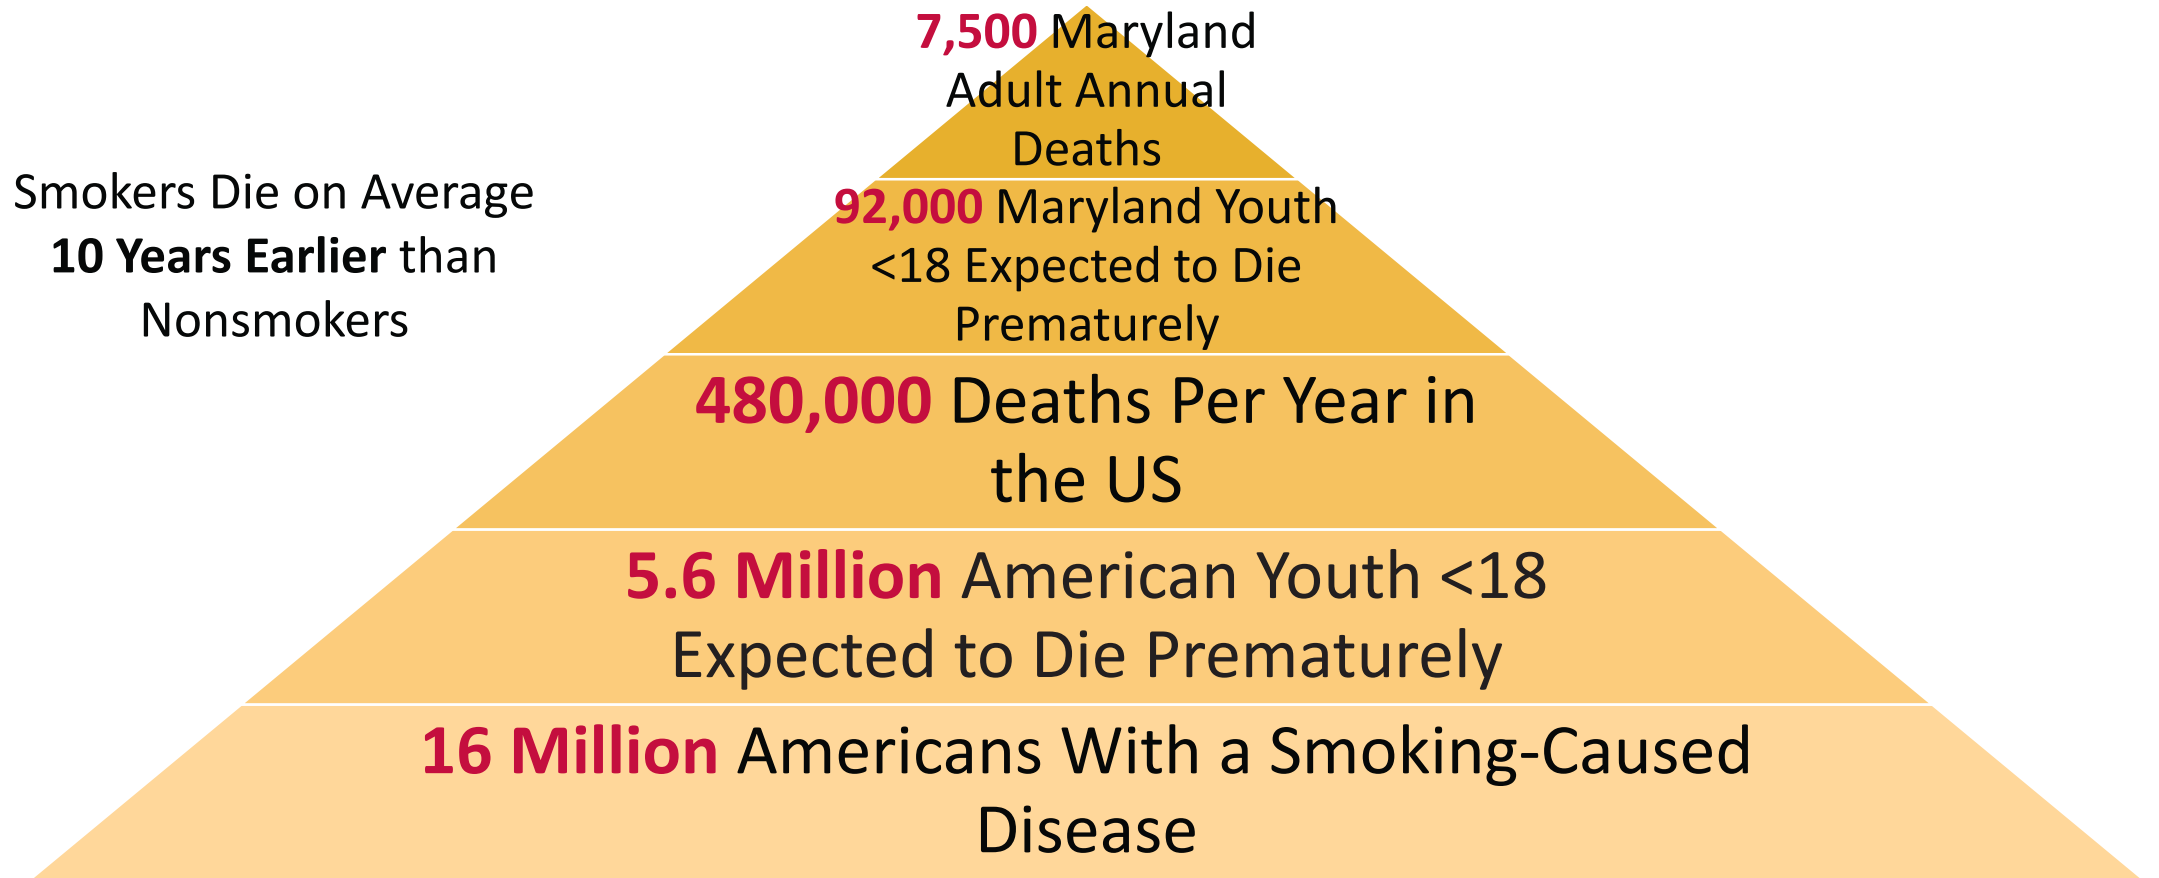 7,500 Maryland
Adult Annual
Deaths
Smokers Die on Average
10 Years Earlier than
Nonsmokers
92,000 Maryland Youth
<18 Expected to Die
Prematurely
480,000 Deaths Per Year in
the US
5.6 Million American Youth <18
Expected to Die Prematurely
16 Million Americans With a Smoking-Caused
Disease